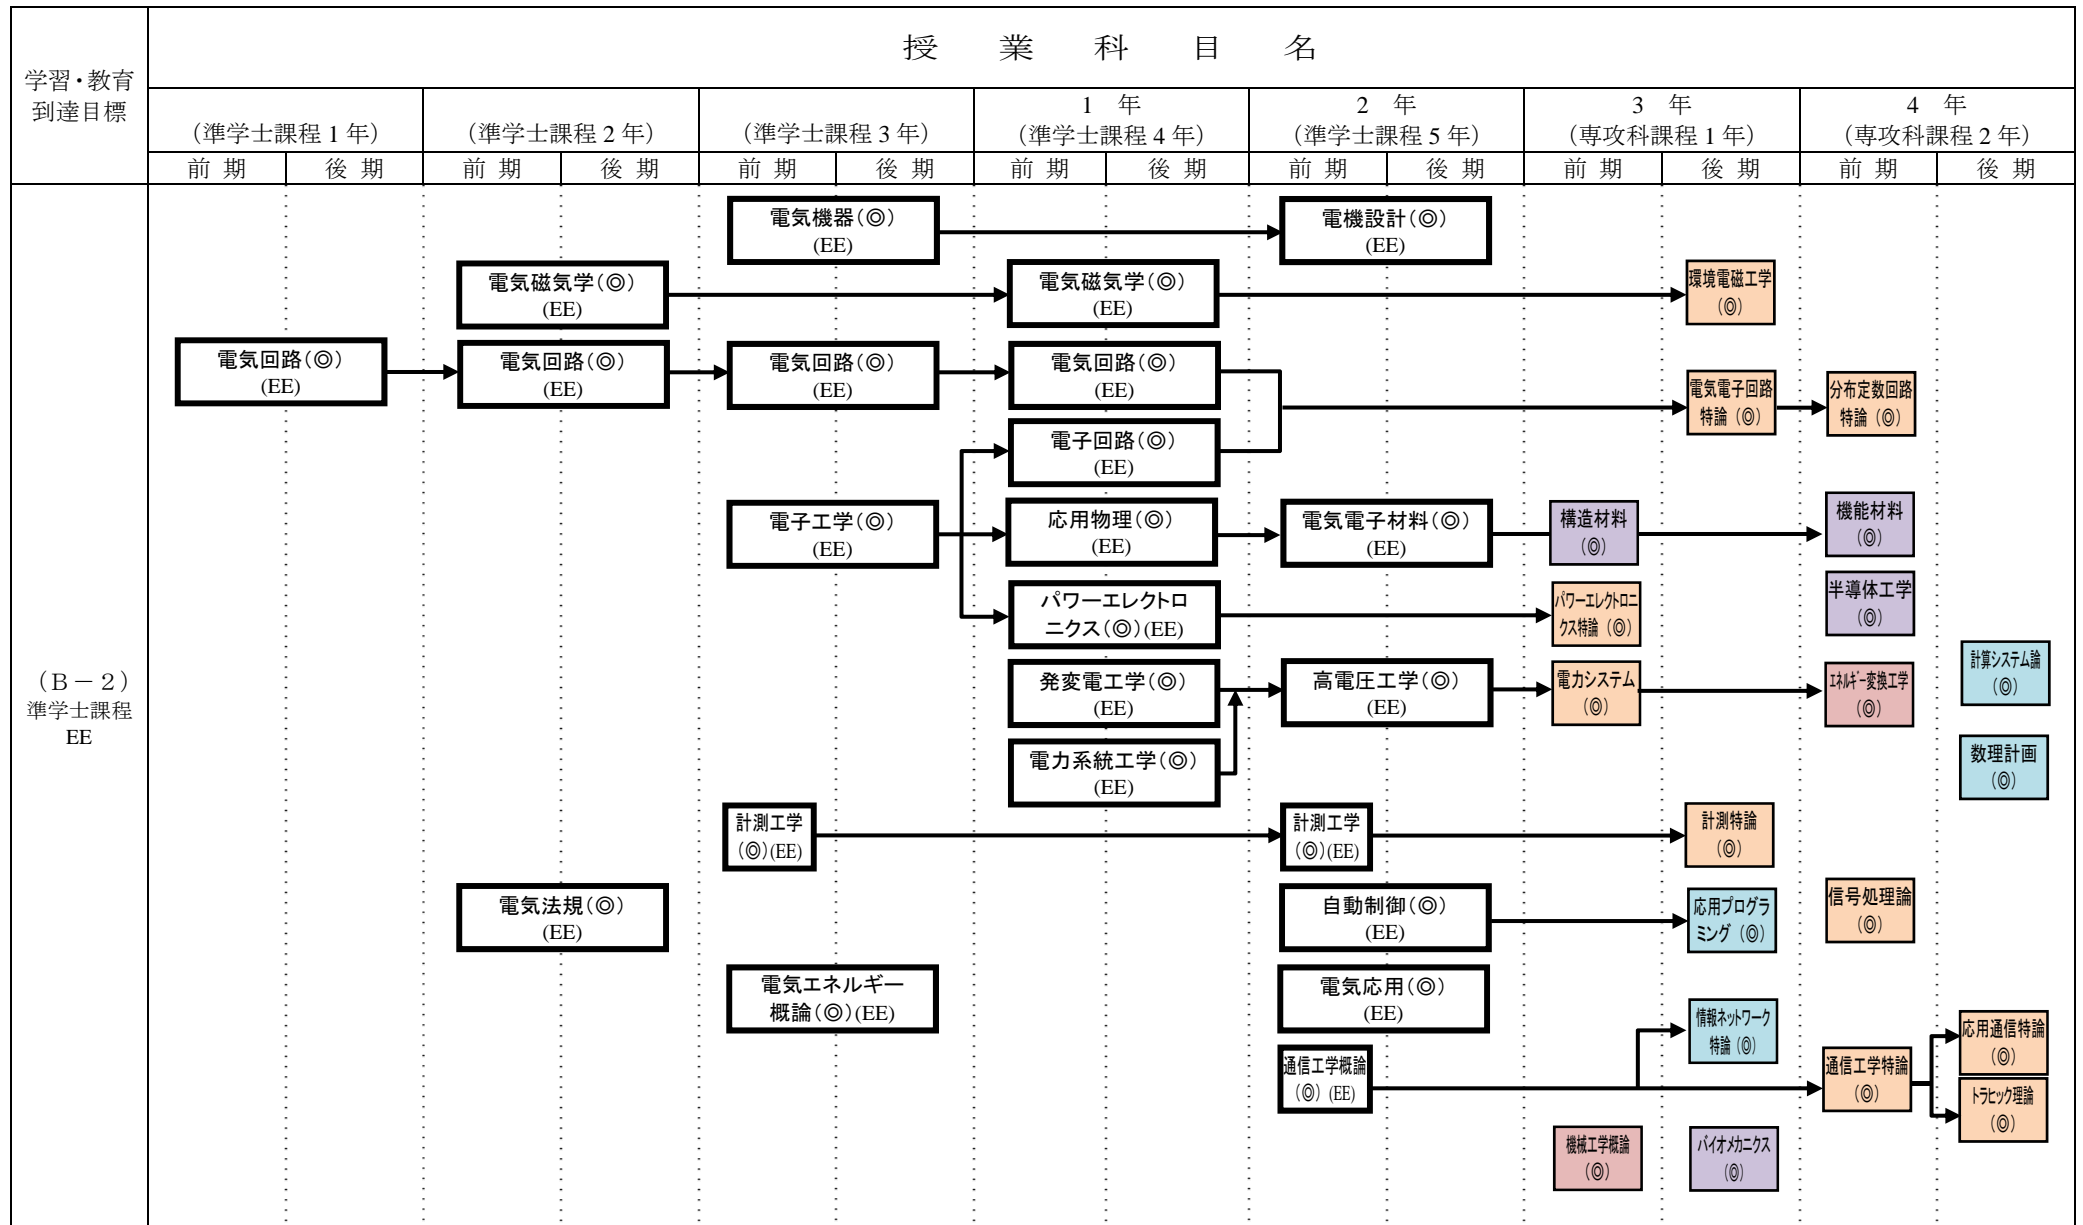 授業科目名
学習・教育
到達目標
1 年
2 年
3 年
4 年
（準学士課程 1 年）
（準学士課程 2 年）
（準学士課程 3 年）
（準学士課程 4 年）
（準学士課程 5 年）
（専攻科課程 1 年）
（専攻科課程 2 年）
前 期
後 期
前 期
後 期
前 期
後 期
前 期
後 期
前 期
後 期
前 期
後 期
前 期
後 期
（B－2）
準学士課程
EE
電気機器(◎)
(EE)
電機設計(◎)
(EE)
電気磁気学(◎)
(EE)
電気磁気学(◎)
(EE)
環境電磁工学
(◎)
電気回路(◎)
(EE)
電気回路(◎)
(EE)
電気回路(◎)
(EE)
電気回路(◎)
(EE)
電気電子回路
特論 (◎)
分布定数回路
特論 (◎)
電子回路(◎)
(EE)
電子工学(◎)
(EE)
応用物理(◎)
(EE)
電気電子材料(◎)
(EE)
構造材料
(◎)
機能材料
(◎)
パワーエレクトロ
ニクス(◎)(EE)
パワーエレクトロニ
クス特論 (◎)
半導体工学
(◎)
発変電工学(◎)
(EE)
高電圧工学(◎)
(EE)
電力システム
(◎)
エネルギー変換工学
(◎)
計算システム論
(◎)
電力系統工学(◎)
(EE)
数理計画
(◎)
計測工学
(◎)(EE)
計測工学
(◎)(EE)
計測特論
(◎)
電気法規(◎)
(EE)
自動制御(◎)
(EE)
応用プログラ
ミング (◎)
信号処理論
(◎)
電気エネルギー
概論(◎)(EE)
電気応用(◎)
(EE)
情報ネットワーク
特論 (◎)
応用通信特論
(◎)
通信工学概論
(◎) (EE)
通信工学特論
(◎)
トラヒック理論
(◎)
機械工学概論
(◎)
バイオメカニクス
(◎)